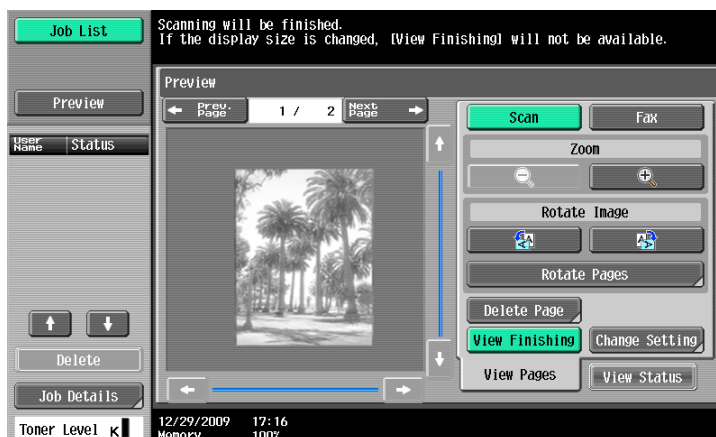 Job List
Scanning will be finished.
If the display size is changed, [View Finishing] will not be available.
Preview
Preview
Prev. Page
1 / 2
Next Page
User Name
Status
Scan
Fax
Zoom
Rotate Image
Rotate Pages
Delete Page
View Finishing
Change Setting
Delete
View Pages
View Status
Job Details
Toner Level K
12/29/2009 17:16
Memory 100%